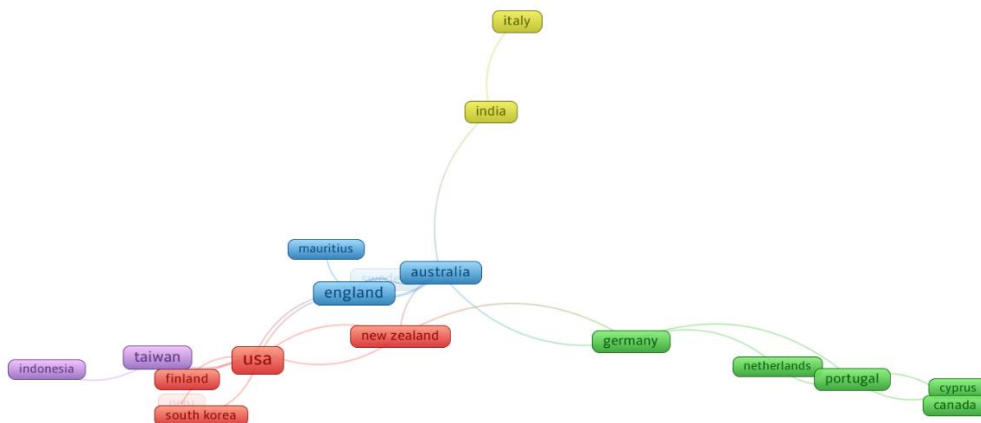 italy
india
mauritius
australia
england
new zealand
germany
taiwan
usa
indonesia
finland
netherlands
portugal
cyprus
canada
south korea